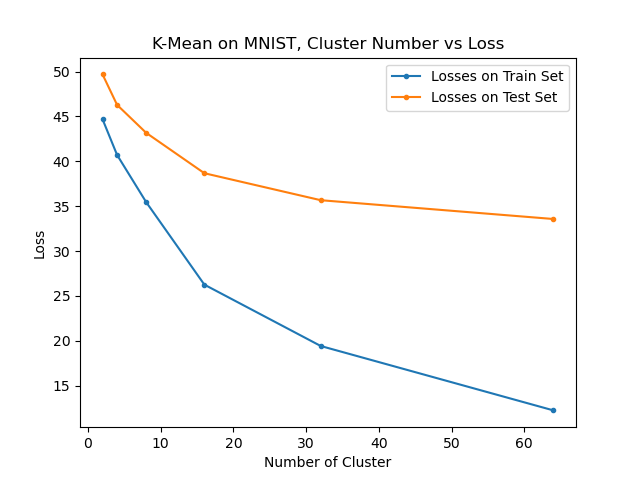 K-Mean on MNIST, Cluster Number vs Loss
Losses on Train Set
Losses on Test Set
50
45
40
35
30
25
20
15
Loss
0 10 20 30 40 50 60
Number of Cluster